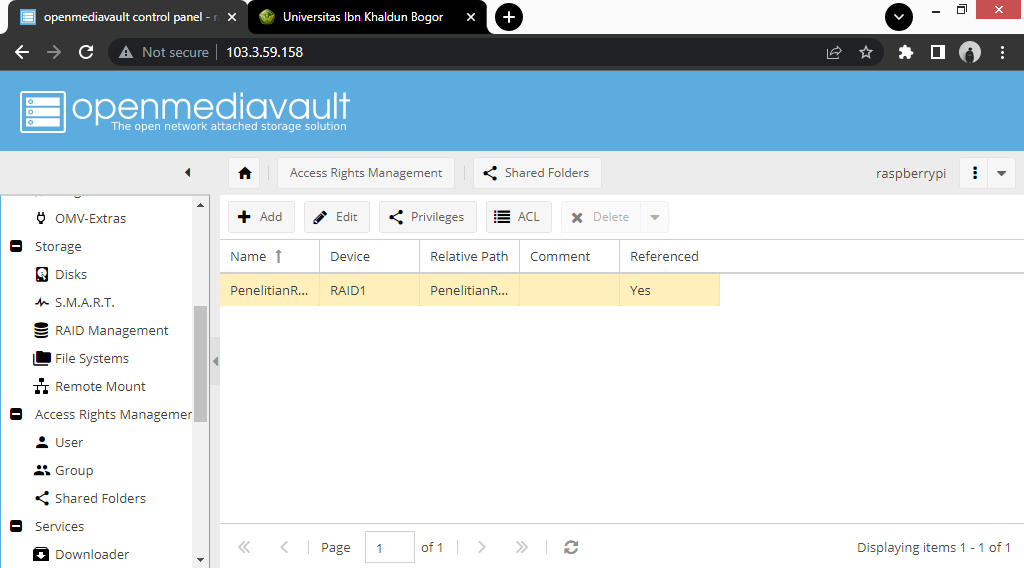 openmediavault control panel - r
Universitas Ibn Khaldun Bogor
Not secure
103.3.59.158
openmediavault
The open network attached storage solution
Access Rights Management
Shared Folders
raspberrypi
OMV-Extras
Storage
Disks
S.M.A.R.T.
RAID Management
File Systems
Remote Mount
Access Rights Managemer
User
Group
Shared Folders
Services
Downloader
Add
Edit
Privileges
ACL
Delete
Name
Device
Relative Path
Comment
Referenced
PenelitianR...
RAID1
PenelitianR...
Yes
Page
1
of 1
Displaying items 1 - 1 of 1